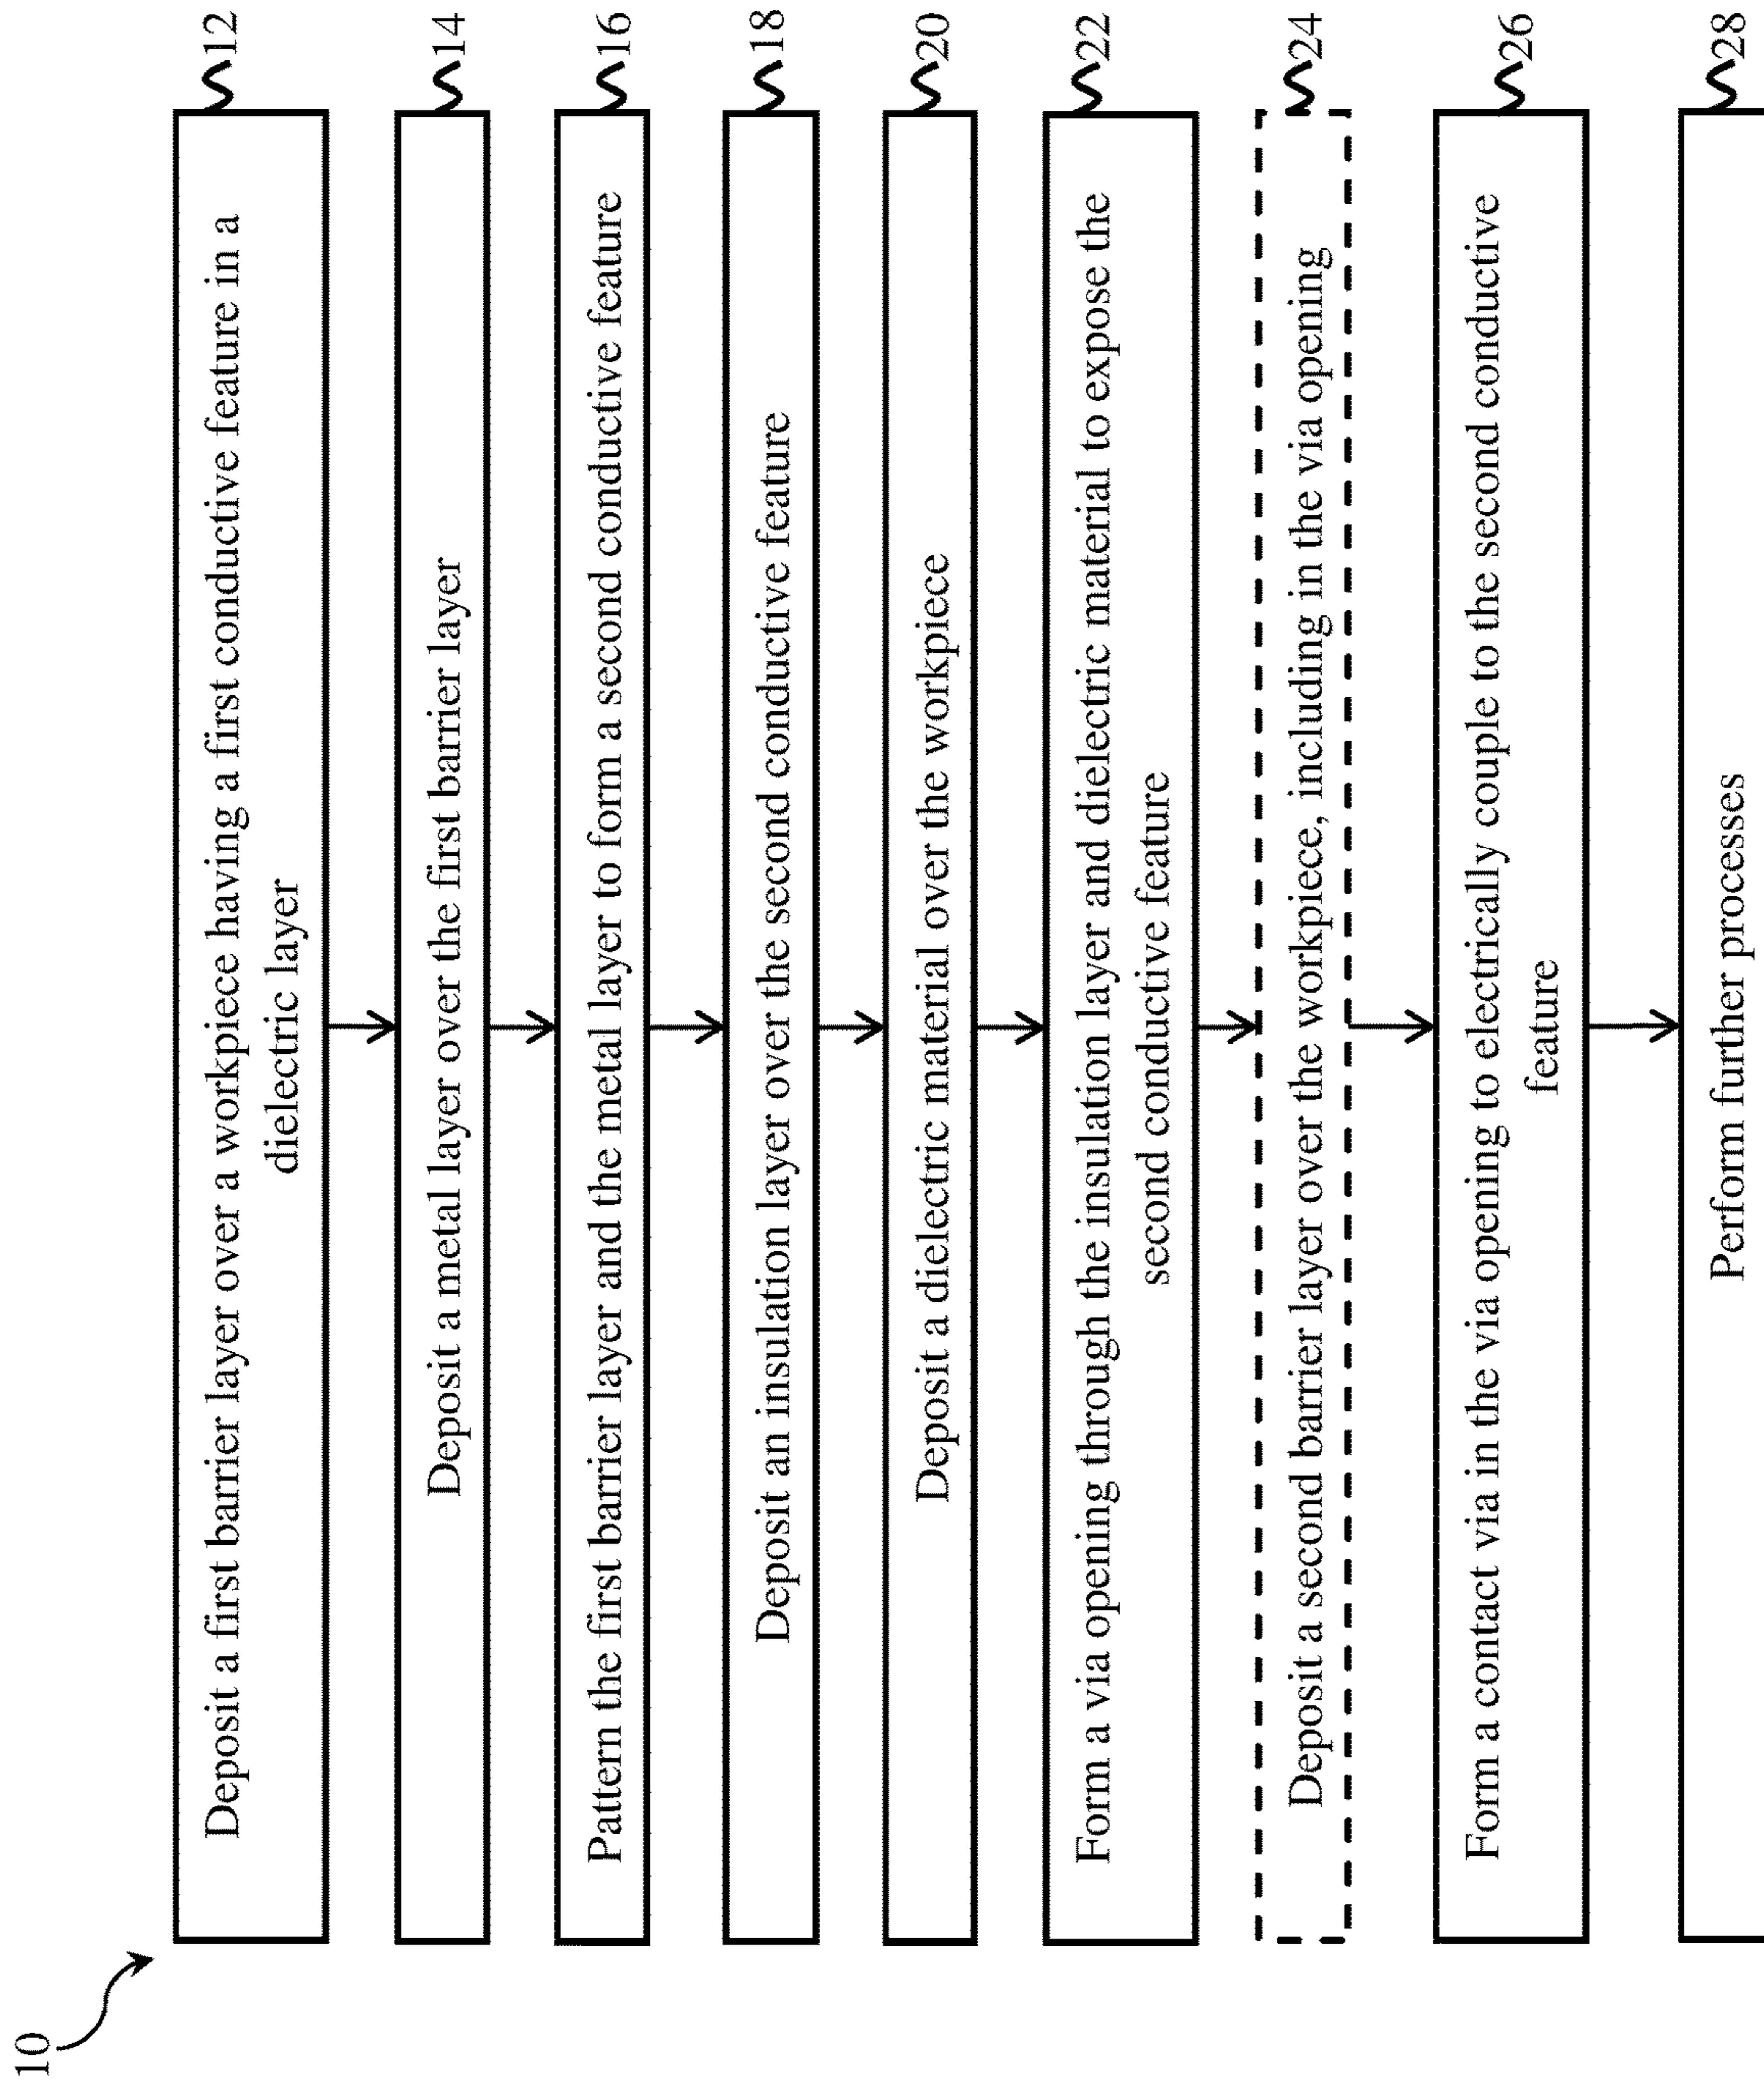 10
Deposit a first barrier layer over a workpiece having a first conductive feature in a
dielectric layer
12
Deposit a metal layer over the first barrier layer
14
Pattern the first barrier layer and the metal layer to form a second conductive feature
16
Deposit an insulation layer over the second conductive feature
18
Deposit a dielectric material over the workpiece
20
Form a via opening through the insulation layer and dielectric material to expose the
second conductive feature
22
Deposit a second barrier layer over the workpiece, including in the via opening
24
Form a contact via in the via opening to electrically couple to the second conductive
feature
26
Perform further processes
28